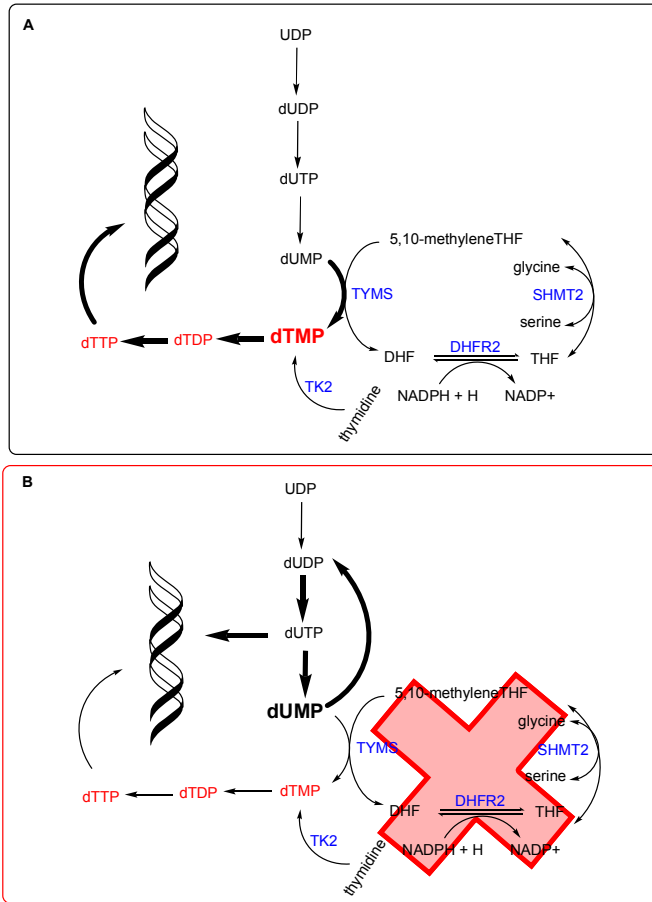 A
UDP
dUDP
dUTP
dUMP
5,10-methyleneTHF
glycine
TYMS
SHMT2
serine
dTTP
dTDP
dTMP
DHF
DHFR2
THF
TK2
NADPH + H
NADP+
thymidine
B
UDP
dUDP
dUTP
dUMP
5,10-methyleneTHF
glycine
TYMS
SHMT2
serine
dTTP
dTDP
dTMP
DHF
DHFR2
THF
TK2
NADPH + H
NADP+
thymidine